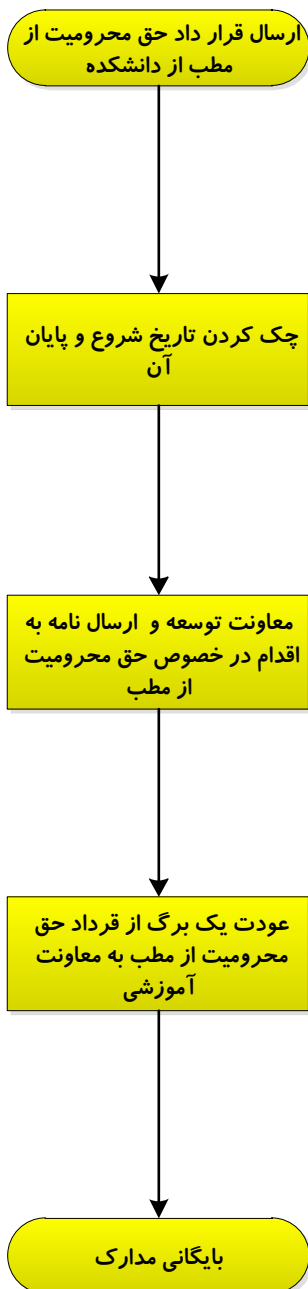 ارسال قرار داد حق محرومیت از
مطب از دانشکده
چک کردن تاریخ شروع و پایان
آن
معاونت توسعه و ارسال نامه به
اقدام در خصوص حق محرومیت
از مطب
عودت یک برگ از قرداد حق
محرومیت از مطب به معاونت
آموزشی
بایگانی مدارک